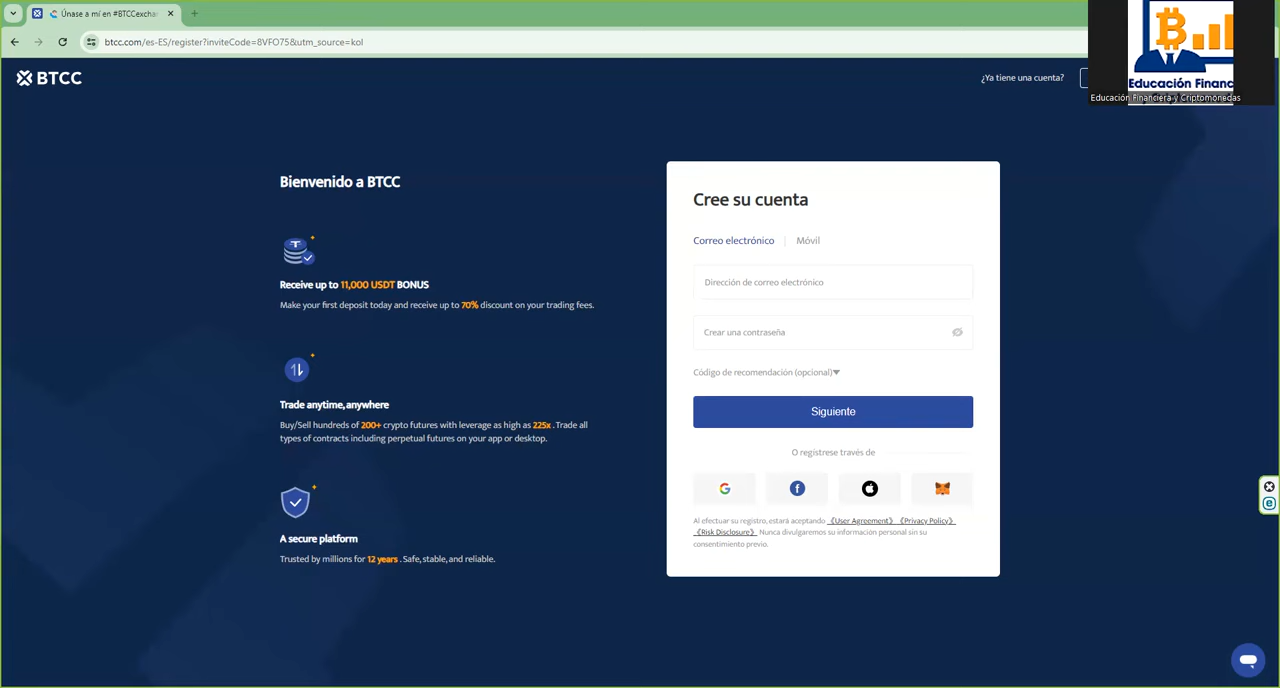 Únase a mí en #BTCCexchan
btcc.com/es-ES/register?inviteCode=8VFO75&utm_source=kol
BTCC
¿Ya tiene una cuenta?
Educación Financ
Educación Financiera y Criptomonedas
Bienvenido a BTCC
Receive up to 11,000 USDT BONUS
Make your first deposit today and receive up to 70% discount on your trading fees.
Trade anytime, anywhere
Buy/Sell hundreds of 200+ crypto futures with leverage as high as 225x . Trade all
types of contracts including perpetual futures on your app or desktop.
A secure platform
Trusted by millions for 12 years . Safe, stable, and reliable.
Cree su cuenta
Correo electrónico | Móvil
Dirección de correo electrónico
Crear una contraseña
Código de recomendación (opcional)
Siguiente
O regístrese través de
Al efectuar su registro, estará aceptando 《User Agreement》 《Privacy Policy》
《Risk Disclosure》 Nunca divulgaremos su información personal sin su
consentimiento previo.